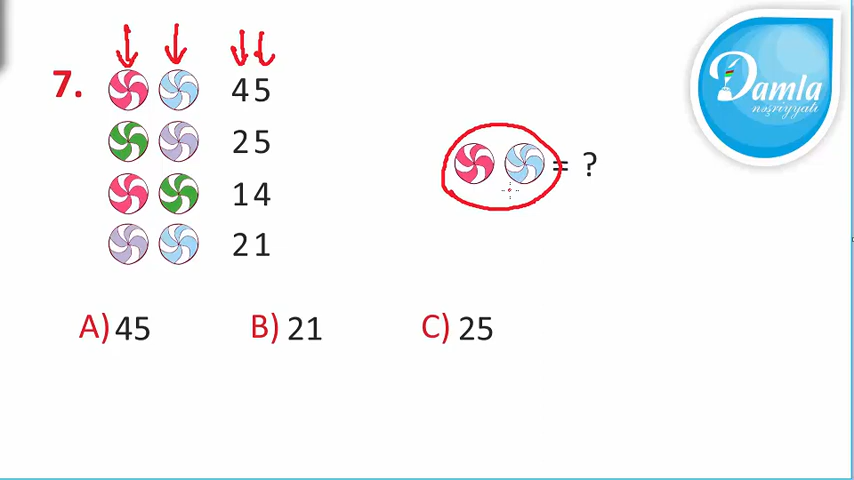 7. 45
25
14
21
= ?
A) 45 B) 21 C) 25
Damla
nəşriyyatı